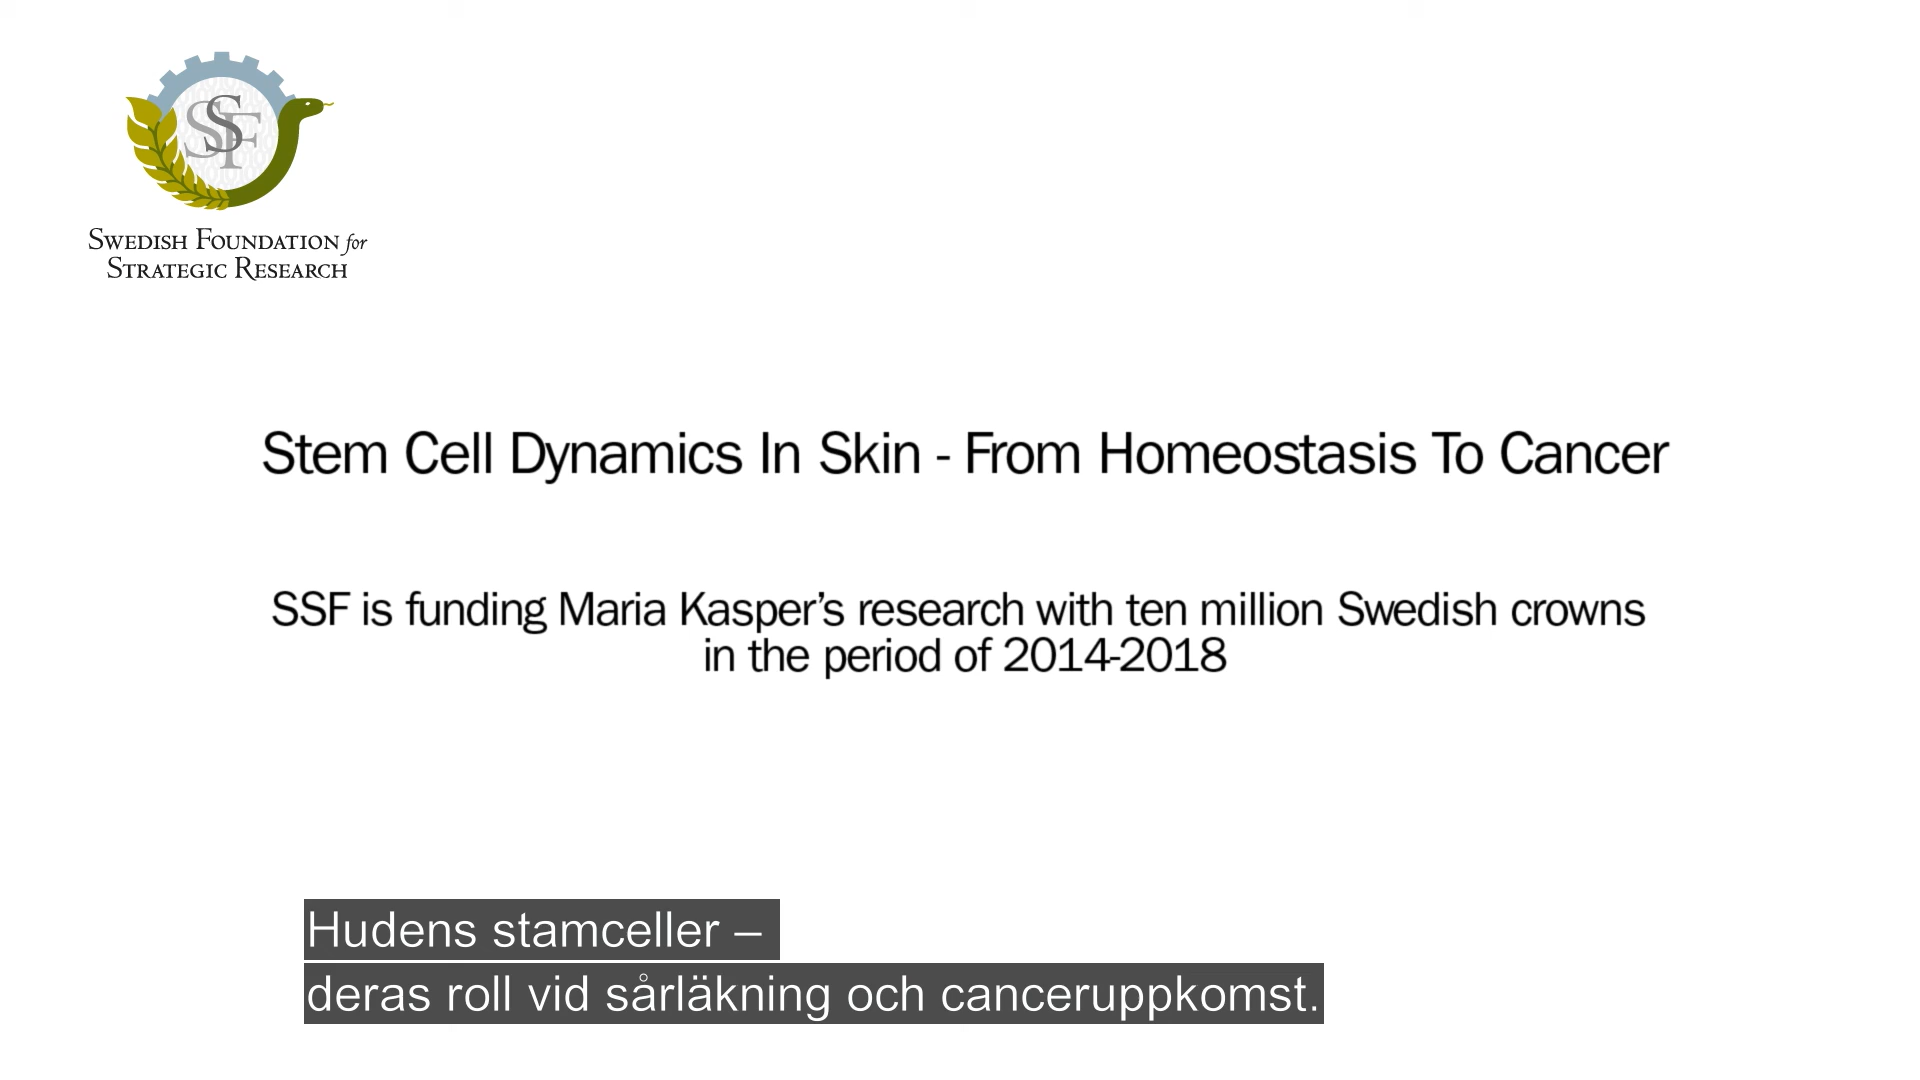 SSF
SWEDISH FOUNDATION for
STRATEGIC RESEARCH
Stem Cell Dynamics In Skin - From Homeostasis To Cancer
SSF is funding Maria Kasper's research with ten million Swedish crowns
in the period of 2014-2018
Hudens stamceller –
deras roll vid sårläkning och canceruppkomst.